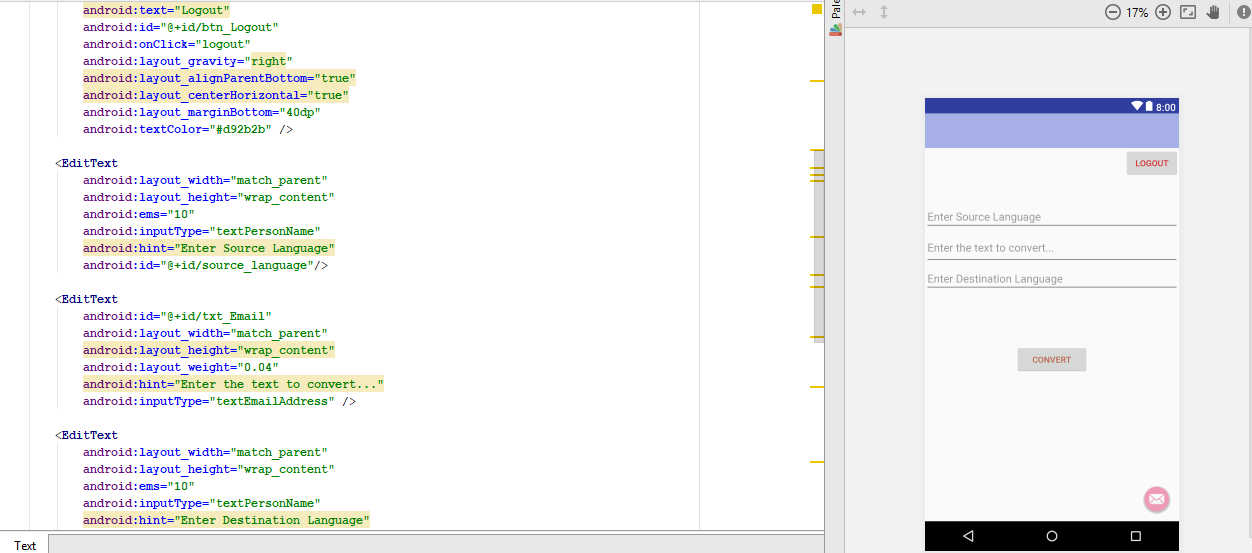 android:text="Logout"
android:id="@+id/btn_Logout"
android:onClick="logout"
android:layout_gravity="right"
android:layout_alignParentBottom="true"
android:layout_centerHorizontal="true"
android:layout_marginBottom="40dp"
android:textColor="#d92b2b" />
<EditText
android:layout_width="match_parent"
android:layout_height="wrap_content"
android:ems="10"
android:inputType="textPersonName"
android:hint="Enter Source Language"
android:id="@+id/source_language"/>
<EditText
android:id="@+id/txt_Email"
android:layout_width="match_parent"
android:layout_height="wrap_content"
android:layout_weight="0.04"
android:hint="Enter the text to convert..."
android:inputType="textEmailAddress" />
<EditText
android:layout_width="match_parent"
android:layout_height="wrap_content"
android:ems="10"
android:inputType="textPersonName"
android:hint="Enter Destination Language"
Text
17%
8:00
LOGOUT
Enter Source Language
Enter the text to convert...
Enter Destination Language
CONVERT